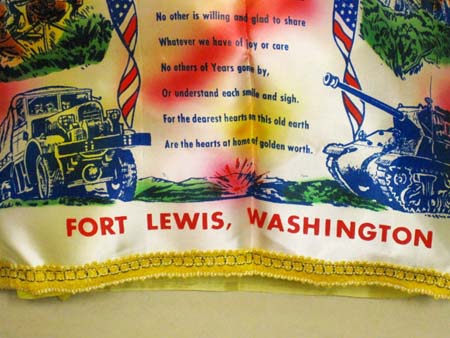 No other is willing and glad to share
Whatever we have of joy or care
No others of Years gone by,
Or understand each smile and sigh.
For the dearest hearts on this old earth
Are the hearts at home of golden worth.
FORT LEWIS, WASHINGTON